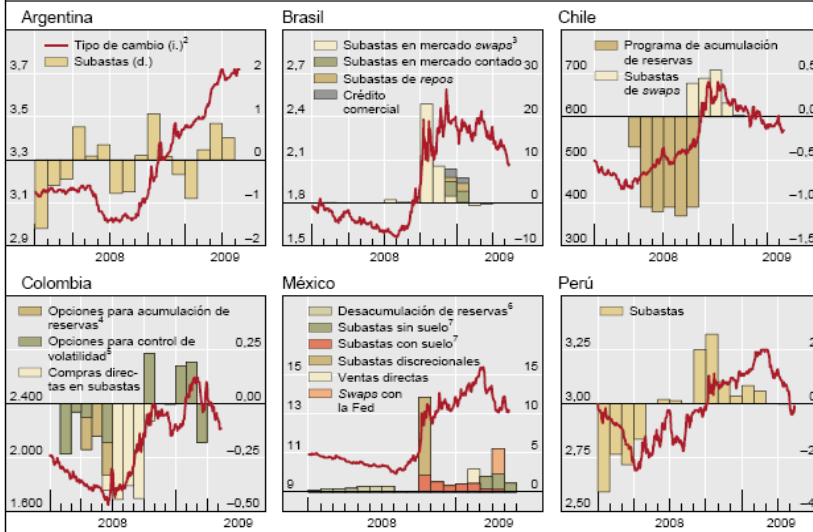 Argentina
Tipo de cambio (i.)²
Subastas (d.)
3,7
3,5
3,3
3,1
2,9
2
1
0
–1
–2
2008
2009
Brasil
Subastas en mercado swaps³
Subastas en mercado contado
Subastas de repos
Crédito
comercial
2,7
2,4
2,1
1,8
1,5
30
20
10
0
–10
2008
2009
Chile
Programa de acumulación
de reservas
Subastas
de swaps
700
600
500
400
300
0,5
0,0
–0,5
–1,0
–1,5
2008
2009
Colombia
Opciones para acumulación de
reservas⁴
Opciones para control de
volatilidad⁵
Compras direc-
tas en subastas
2.400
2.000
1.600
0,25
0,00
–0,25
–0,50
2008
2009
México
Desacumulación de reservas⁶
Subastas sin suelo⁷
Subastas con suelo⁷
Subastas discrecionales
Ventas directas
Swaps con
la Fed
15
13
11
9
15
10
5
0
2008
2009
Perú
Subastas
3,25
3,00
2,75
2,50
2
0
–2
–4
2008
2009